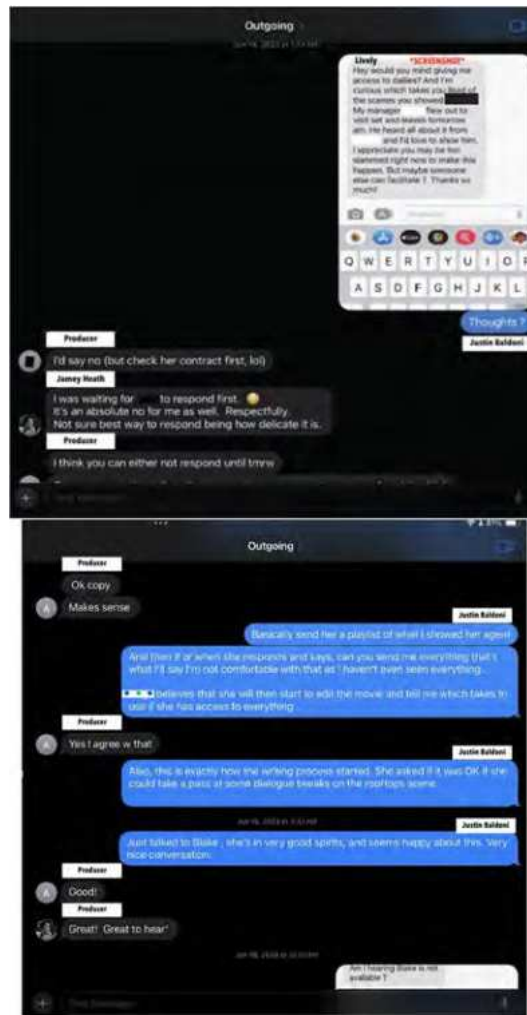 Outgoing
Lively *SCREENSHOT*
Hey would you mind giving me
access to dailies? And I'm
curious which takes you liked of
the scenes you showed
My manager flew out to
visit set and leaves tomorrow
am. He heard all about it from
and I'd love to show him.
I appreciate you may be too
slammed right now to make this
happen. But maybe someone
else can facilitate ? Thanks so
much!
Q W E R T Y U I O P
A S D F G H J K L
Thoughts ?
Justin Baldoni
Producer
I'd say no (but check her contract first, lol)
Jamey Heath
I was waiting for to respond first.
It's an absolute no for me as well. Respectfully.
Not sure best way to respond being how delicate it is.
Producer
I think you can either not respond until tmrw
Outgoing
Producer
Ok copy
A Makes sense
Justin Baldoni
Basically send her a playlist of what I showed her agent
And then if or when she responds and says, can you send me everything that's
what I'll say I'm not comfortable with that as I haven't even seen everything
believes that she will then start to edit the movie and tell me which takes to
use if she has access to everything
Producer
A Yes I agree w that
Justin Baldoni
Also, this is exactly how the writing process started. She asked if it was OK if she
could take a pass at some dialogue tweaks on the rooftops scene.
Justin Baldoni
Just talked to Blake , she's in very good spirits, and seems happy about this. Very
nice conversation.
Producer
A Good!
Producer
Great! Great to hear"
Am I hearing Blake is not
available ?